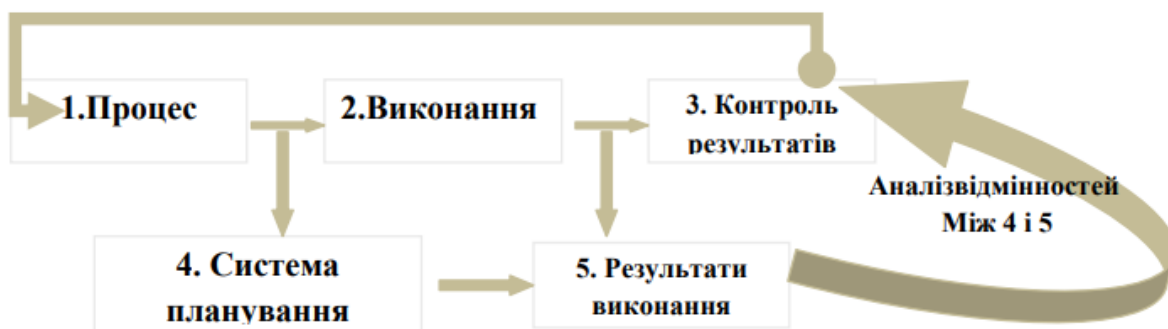 1.Процес
2.Виконання
3. Контроль
результатів
Аналізвідмінностей
Між 4 і 5
4. Система
планування
5. Результати
виконання